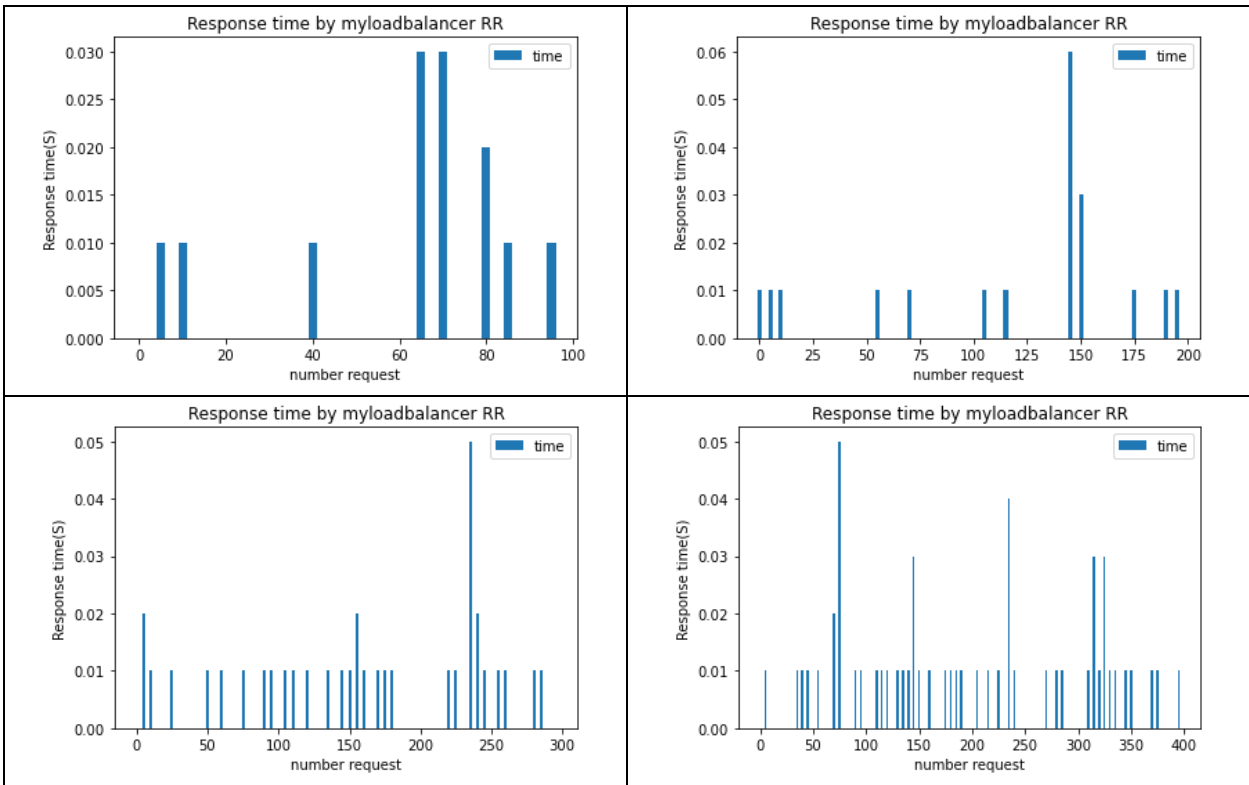 Response time by myloadbalancer RR
time
0.030
0.025
0.020
0.015
0.010
0.005
0.000
Response time(S)
0 20 40 60 80 100
number request
Response time by myloadbalancer RR
time
0.06
0.05
0.04
0.03
0.02
0.01
0.00
Response time(S)
0 25 50 75 100 125 150 175 200
number request
Response time by myloadbalancer RR
time
0.05
0.04
0.03
0.02
0.01
0.00
Response time(S)
0 50 100 150 200 250 300
number request
Response time by myloadbalancer RR
time
0.05
0.04
0.03
0.02
0.01
0.00
Response time(S)
0 50 100 150 200 250 300 350 400
number request